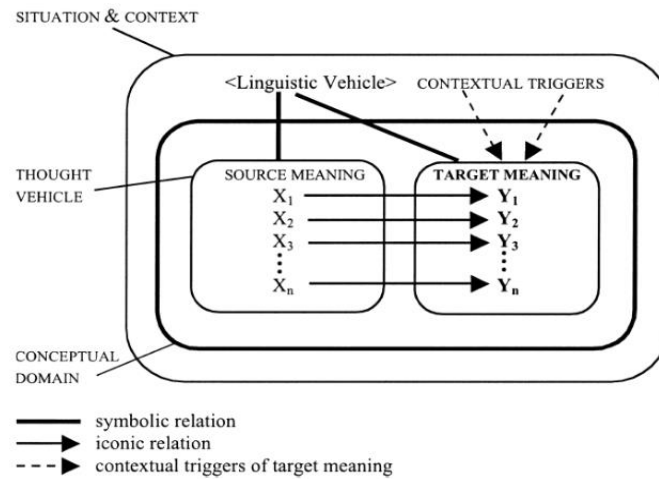 SITUATION & CONTEXT
<Linguistic Vehicle> CONTEXTUAL TRIGGERS
THOUGHT
VEHICLE
SOURCE MEANING TARGET MEANING
X1 Y1
X2 Y2
X3 Y3
Xn Yn
CONCEPTUAL
DOMAIN
symbolic relation
iconic relation
contextual triggers of target meaning